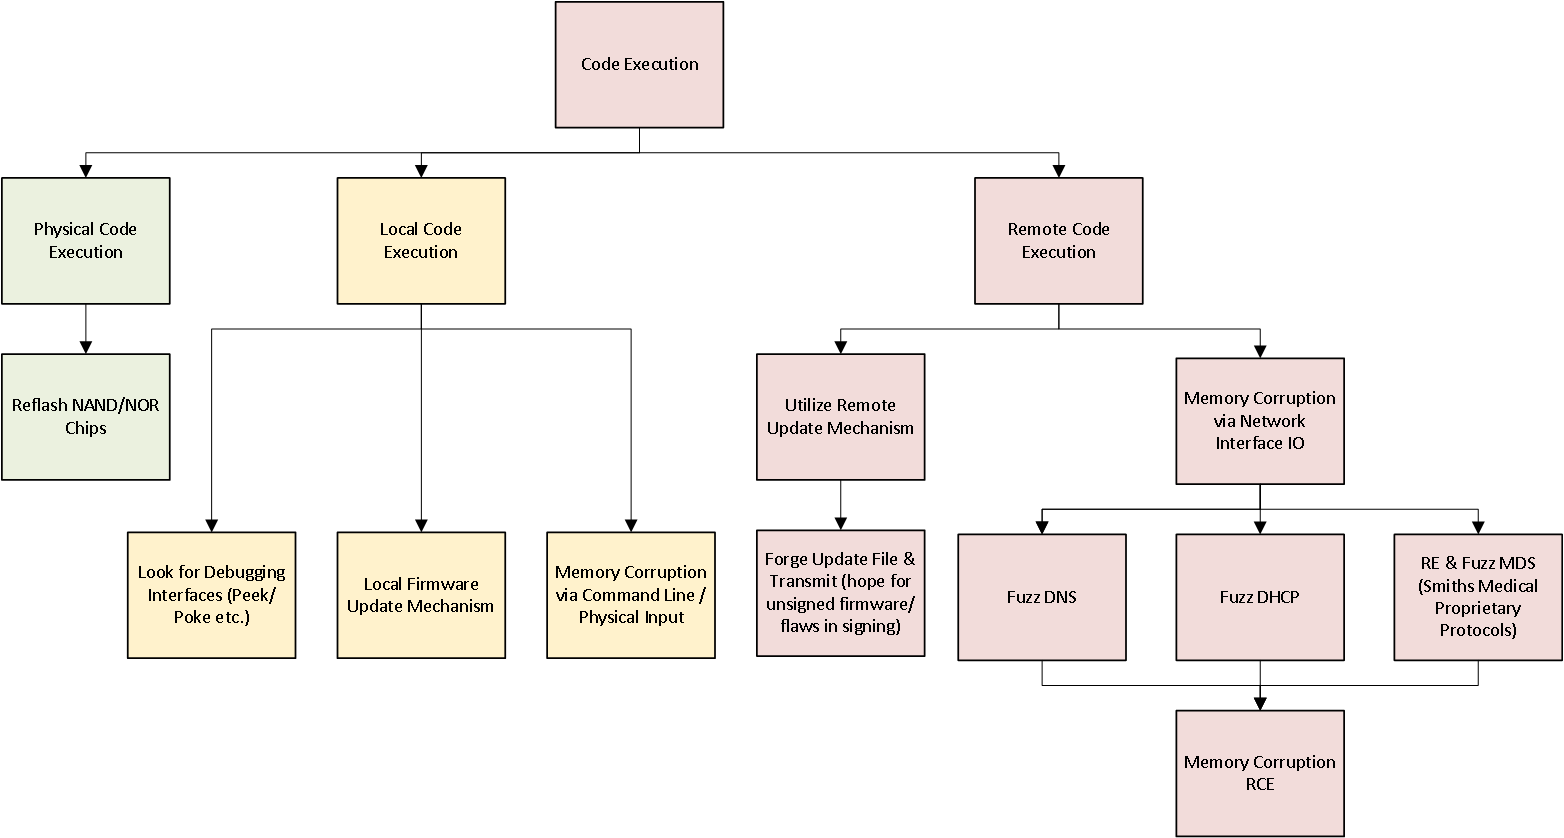 Code Execution
Physical Code
Execution
Local Code
Execution
Remote Code
Execution
Reflash NAND/NOR
Chips
Utilize Remote
Update Mechanism
Memory Corruption
via Network
Interface IO
Look for Debugging
Interfaces (Peek/
Poke etc.)
Local Firmware
Update Mechanism
Memory Corruption
via Command Line /
Physical Input
Forge Update File &
Transmit (hope for
unsigned firmware/
flaws in signing)
Fuzz DNS
Fuzz DHCP
RE & Fuzz MDS
(Smiths Medical
Proprietary
Protocols)
Memory Corruption
RCE